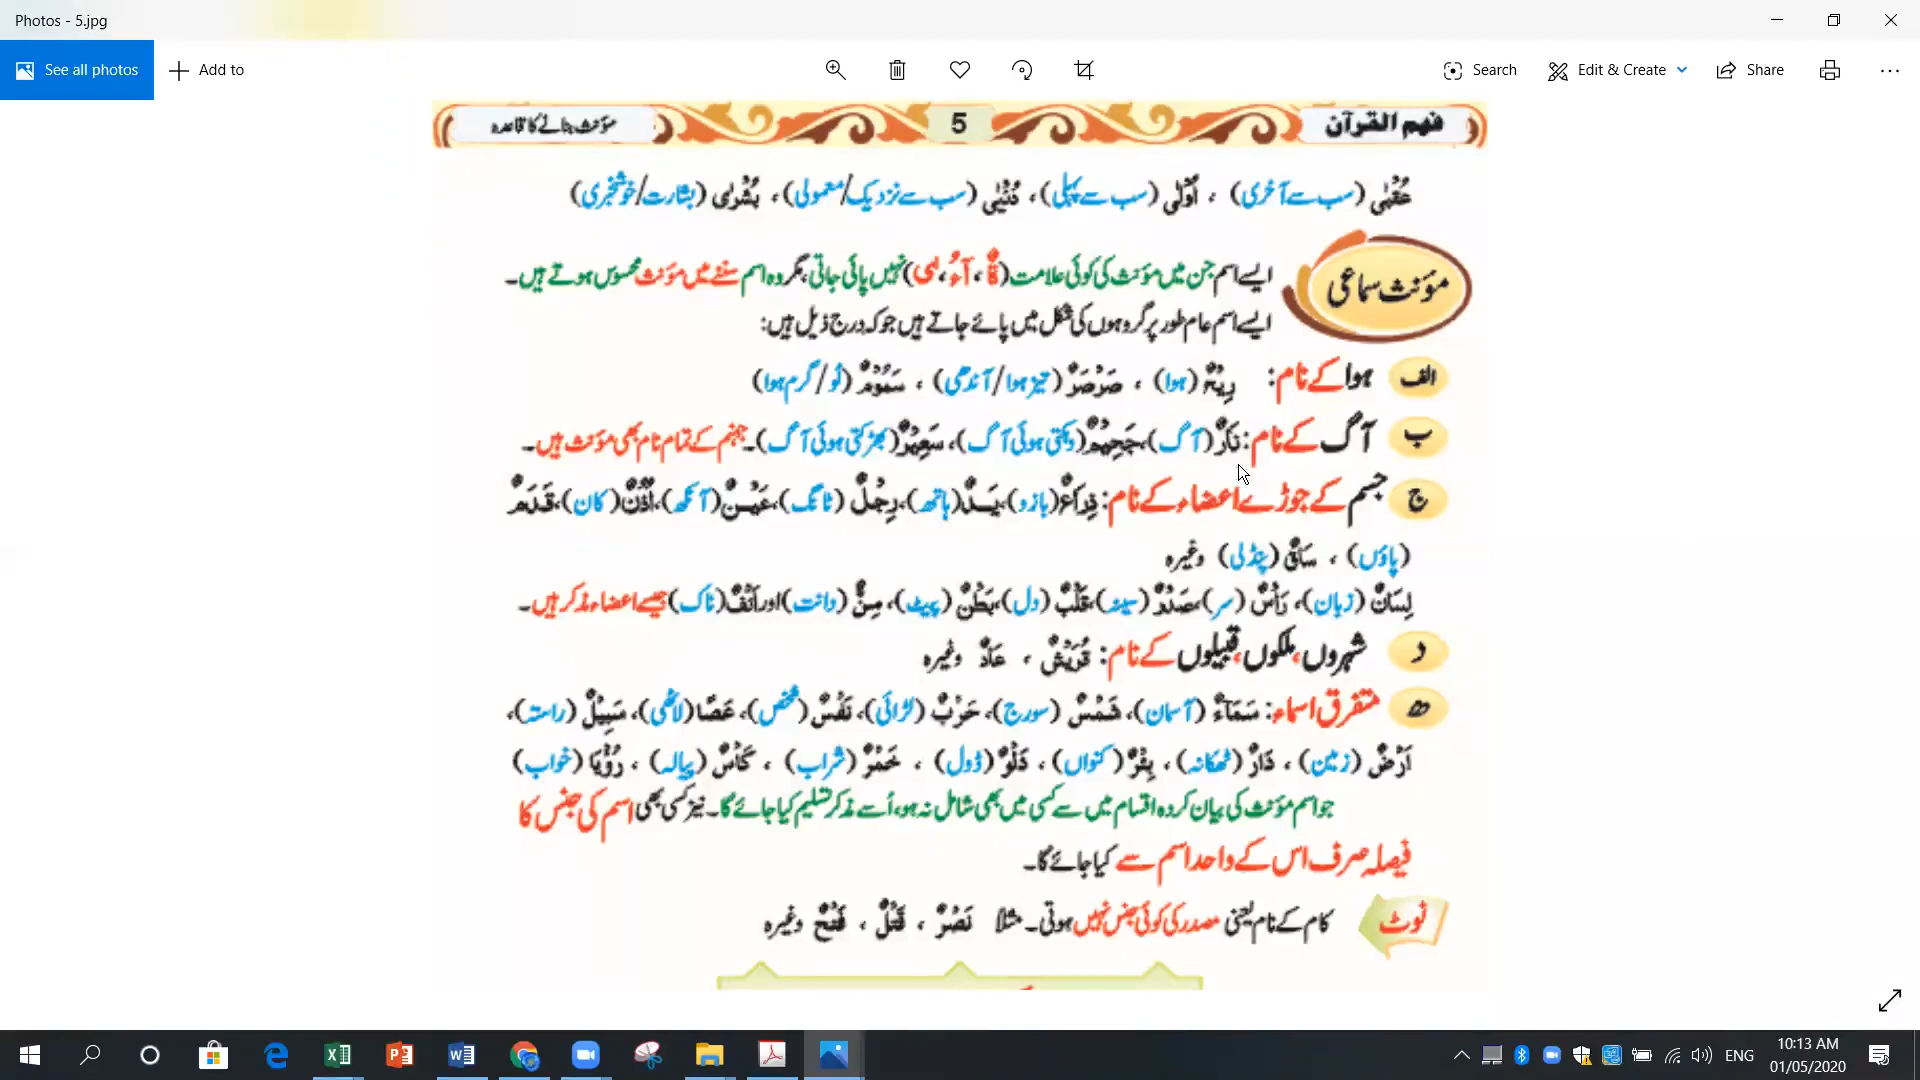 Photos - 5.jpg
See all photos
Add to
Search
Edit & Create
Share
فہم القرآن
5
مؤنث بنانے کا قاعدہ
عُقْبٰی (سب سے آخری) ، اُوْلٰی (سب سے پہلی)، دُنْیٰی (سب سے نزدیک/معمولی)، بُشْرٰی (بشارت/خوشخبری)
مؤنث سماعی
ایسے اسم جن میں مؤنث کی کوئی علامت (ةٌ، آءُ، ىٰ) نہیں پائی جاتی، مگر وہ اسم سننے میں مؤنث محسوس ہوتے ہیں۔
ایسے اسم عام طور پر گروہوں کی شکل میں پائے جاتے ہیں جو کہ درج ذیل ہیں:
الف ہوا کے نام: رِيْحٌ (ہوا) ، صَرْصَرٌ (تیز ہوا/آندھی) ، سَمُوْمٌ (لُو/گرم ہوا)
ب آگ کے نام: نَارٌ (آگ)، جَحِيْمٌ (دہکتی ہوئی آگ)، سَعِيْرٌ (بھڑکتی ہوئی آگ)۔ جہنم کے تمام نام بھی مؤنث ہیں۔
ج جسم کے جوڑے اعضاء کے نام: ذِرَاعٌ (بازو)، يَدٌ (ہاتھ)، رِجْلٌ (ٹانگ)، عَيْنٌ (آنکھ)، اُذُنٌ (کان)، قَدَمٌ
(پاؤں) ، سَاقٌ (پنڈلی) وغیرہ
لِسَانٌ (زبان)، رَأْسٌ (سر)، صَدْرٌ (سینہ)، قَلْبٌ (دل)، بَطْنٌ (پیٹ)، سِنٌّ (دانت) اور اَنْفٌ (ناک) جیسے اعضاء مذکر ہیں۔
د شہروں، ملکوں، قبیلوں کے نام: قُرَيْشٌ ، عَادٌ وغیرہ
ھ متفرق اسماء: سَمَاءٌ (آسمان)، شَمْسٌ (سورج)، حَرْبٌ (لڑائی)، نَفْسٌ (شخص)، عَصًا (لاٹھی)، سَبِيْلٌ (راستہ)،
اَرْضٌ (زمین) ، دَارٌ (ٹھکانہ)، بِئْرٌ (کنواں) ، دَلْوٌ (ڈول) ، خَمْرٌ (شراب) ، كَأْسٌ (پیالہ) ، رُؤْيَا (خواب)
جو اسم مؤنث کی بیان کردہ اقسام میں سے کسی میں بھی شامل نہ ہو، اُسے مذکر تسلیم کیا جائے گا۔ نیز کسی بھی اسم کی جنس کا
فیصلہ صرف اس کے واحد اسم سے کیا جائے گا۔
نوٹ کام کے نام یعنی مصدر کی کوئی جنس نہیں ہوتی۔ مثلاً نَصْرٌ ، قَتْلٌ ، فَتْحٌ وغیرہ
ENG
10:13 AM
01/05/2020